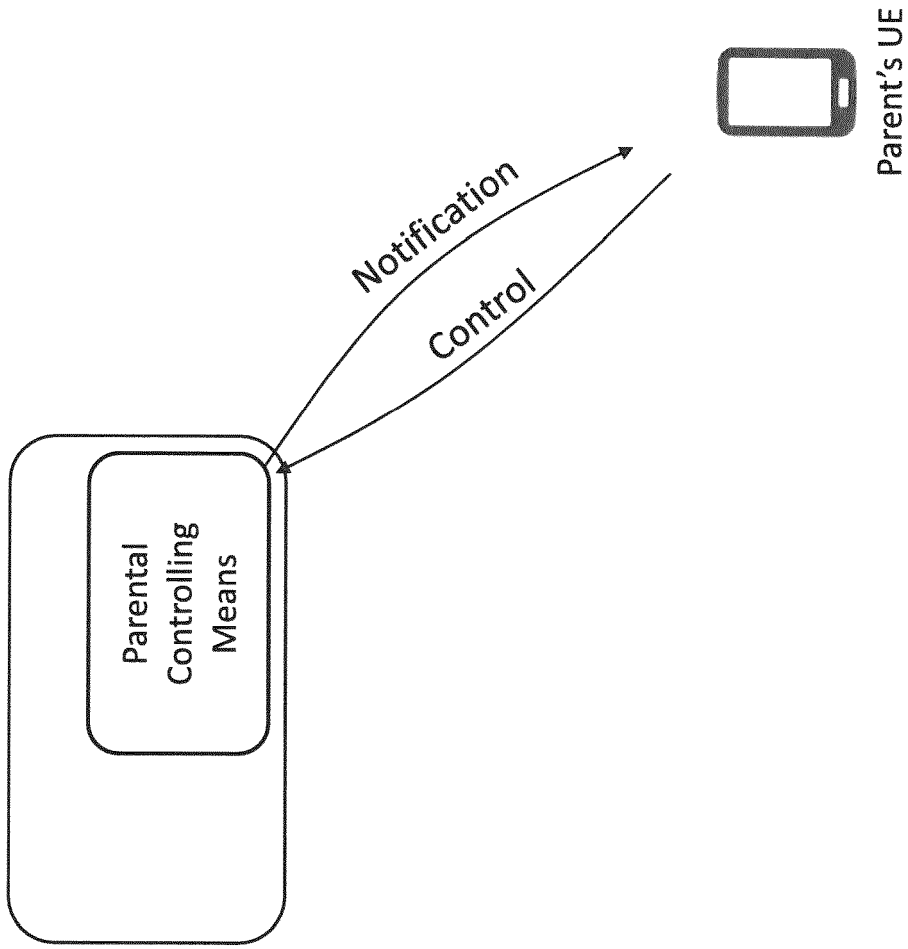 Parental
Controlling
Means
Notification
Control
Parent's UE